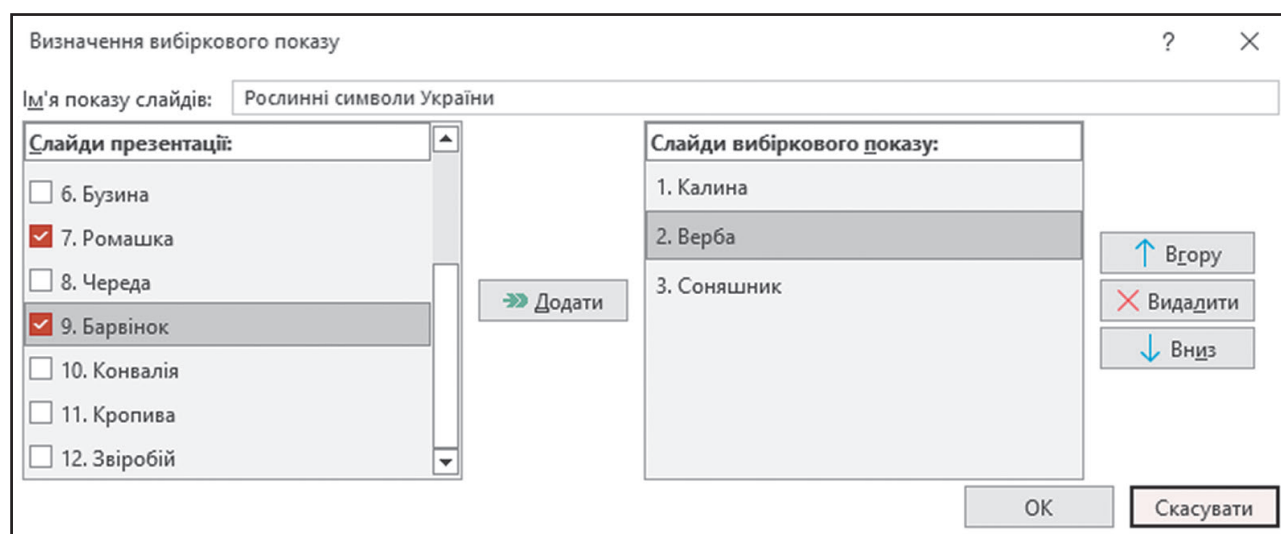 Визначення вибіркового показу ?
Ім'я показу слайдів: Рослинні символи України
Слайди презентації:
6. Бузина
7. Ромашка
8. Череда
9. Барвінок
10. Конвалія
11. Кропива
12. Звіробій
Додати
Слайди вибіркового показу:
1. Калина
2. Верба
3. Соняшник
Вгору
Видалити
Вниз
OK Скасувати